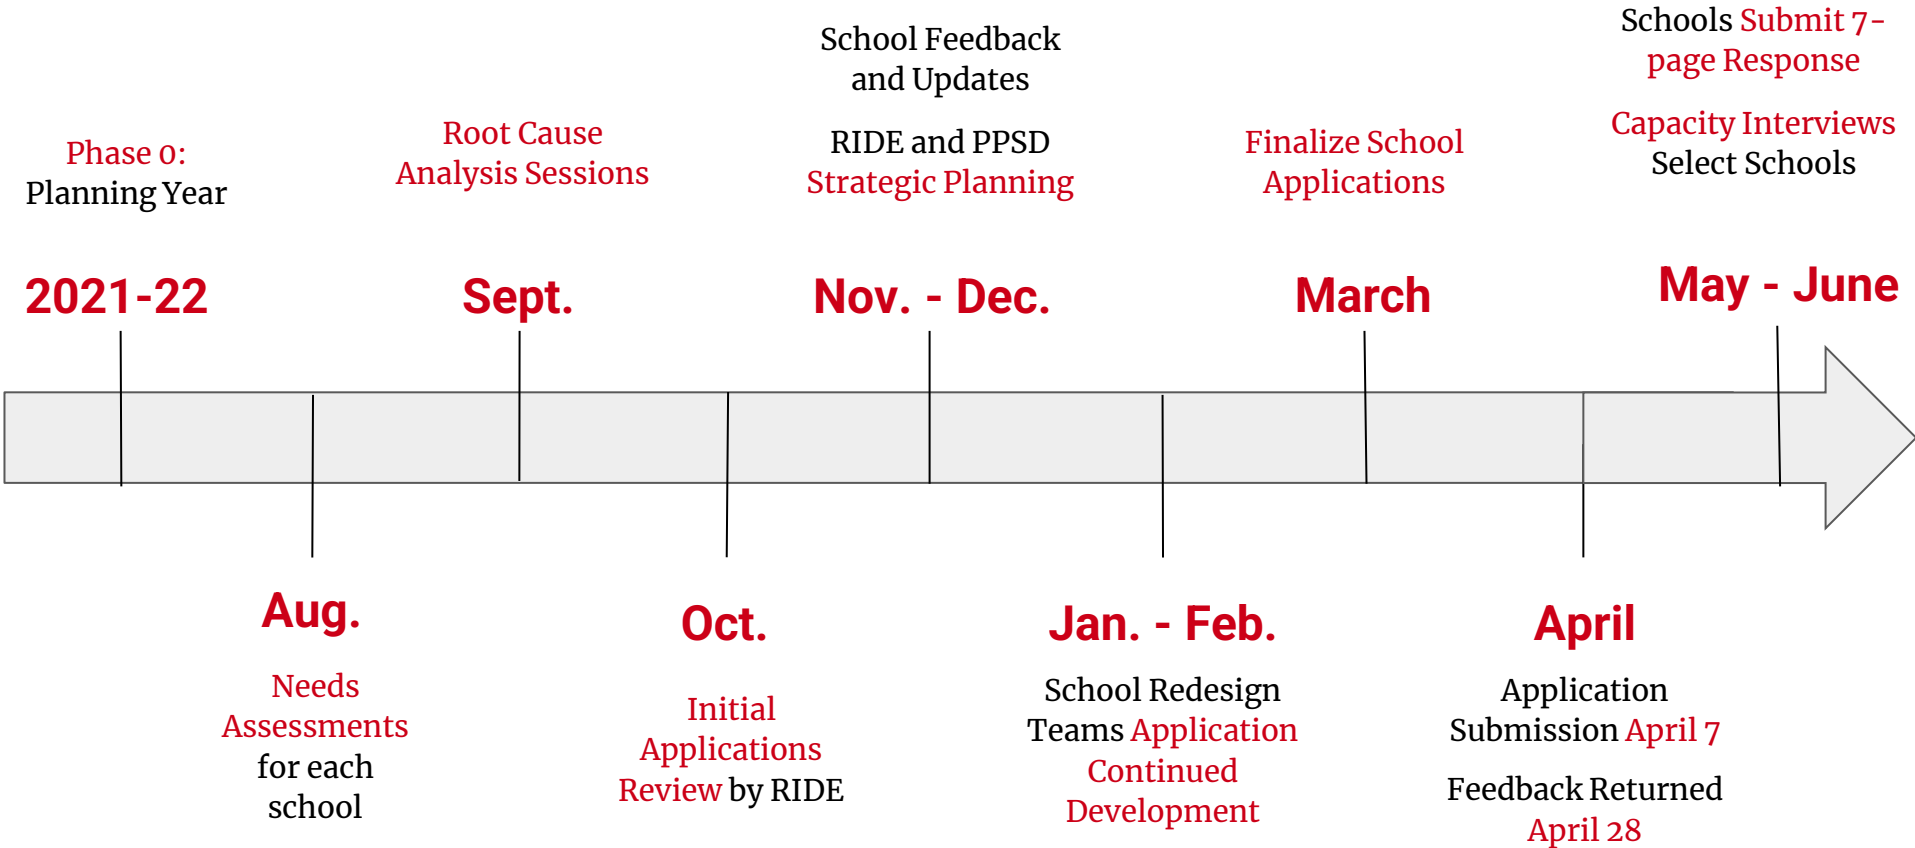 Phase 0:
Planning Year
2021-22
Aug.
Needs
Assessments
for each
school
Root Cause
Analysis Sessions
Sept.
Oct.
Initial
Applications
Review by RIDE
School Feedback
and Updates
RIDE and PPSD
Strategic Planning
Nov. - Dec.
Jan. - Feb.
School Redesign
Teams Application
Continued
Development
Finalize School
Applications
March
April
Application
Submission April 7
Feedback Returned
April 28
Schools Submit 7-
page Response
Capacity Interviews
Select Schools
May - June